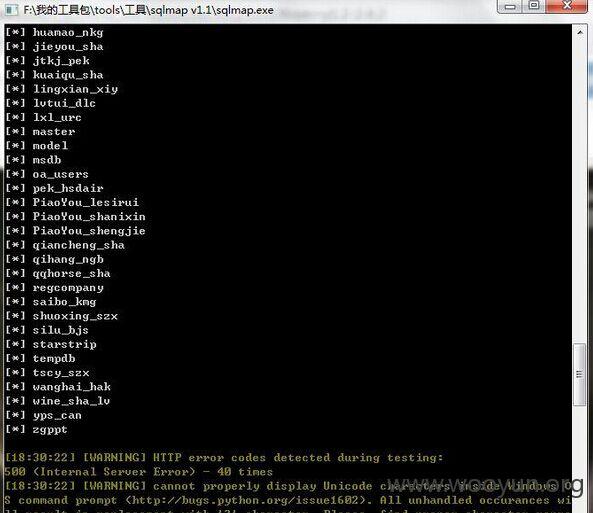 F:\我的工具包\tools\工具\sqlmap v1.1\sqlmap.exe
[*] huamao_nkg
[*] jieyou_sha
[*] jtkj_pek
[*] kuaiqu_sha
[*] lingxian_xiy
[*] lvtui_dlc
[*] lxl_urc
[*] master
[*] model
[*] msdb
[*] oa_users
[*] pek_hsdair
[*] PiaoYou_lesirui
[*] PiaoYou_shanixin
[*] PiaoYou_shengjie
[*] qiancheng_sha
[*] qihang_ngb
[*] qqhorse_sha
[*] regcompany
[*] saibo_kmg
[*] shuoxing_szx
[*] silu_bjs
[*] starstrip
[*] tempdb
[*] tscy_szx
[*] wanghai_hak
[*] wine_sha_lv
[*] yps_can
[*] zgppt
[18:30:22] [WARNING] HTTP error codes detected during testing:
500 (Internal Server Error) - 40 times
[18:30:22] [WARNING] cannot properly display Unicode characters inside Windows O
S command prompt (http://bugs.python.org/issue1602). All unhandled occurances wi
www.wooyun.org